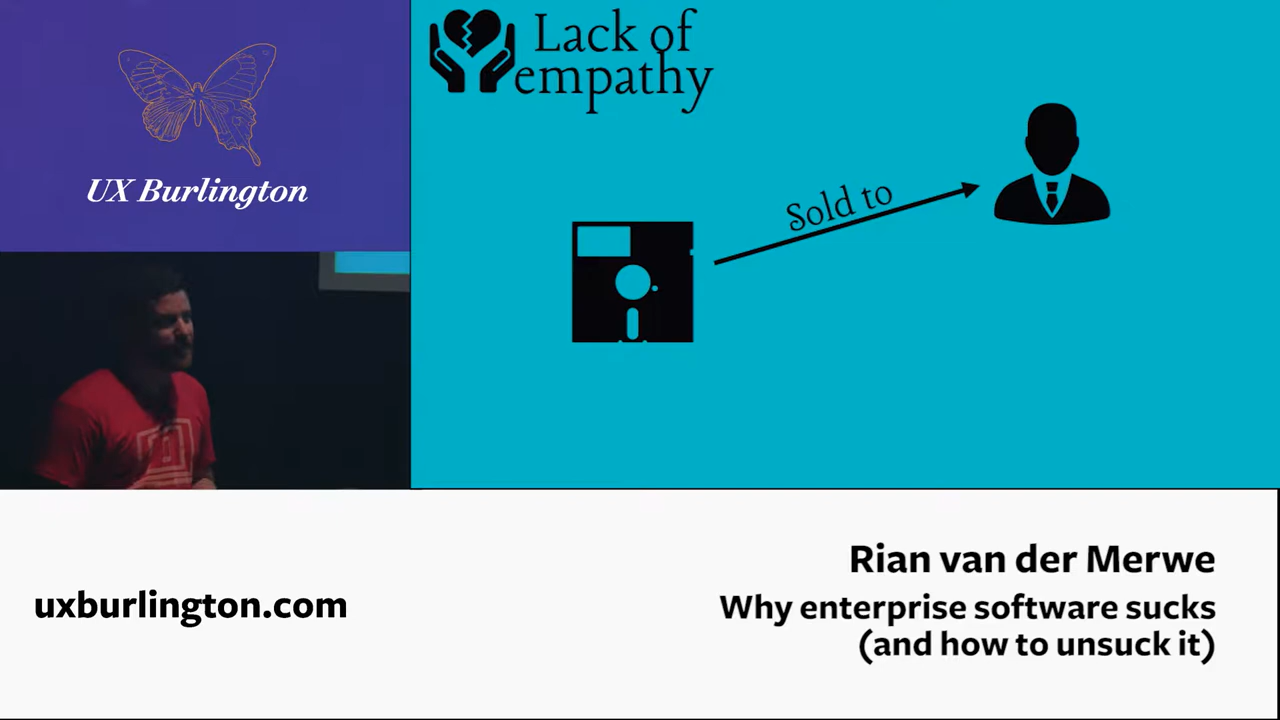 UX Burlington
Lack of
empathy
Sold to
uxburlington.com
Rian van der Merwe
Why enterprise software sucks
(and how to unsuck it)